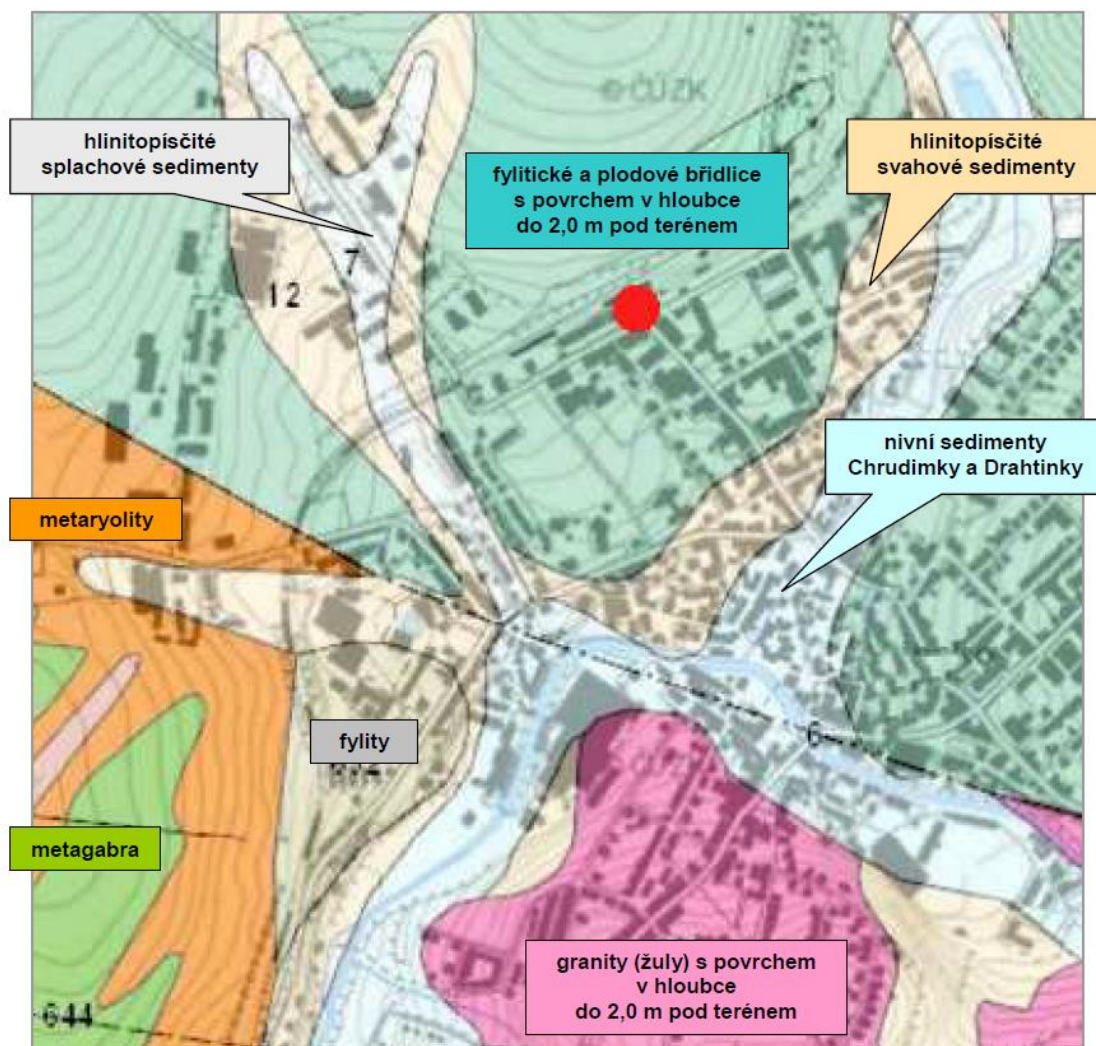 © ČÚZK
hlinitopísčité
splachové sedimenty
fylitické a plodové břidlice
s povrchem v hloubce
do 2,0 m pod terénem
hlinitopísčité
svahové sedimenty
7
12
nivní sedimenty
Chrudimky a Drahtinky
metaryolity
6
fylity
metagabra
granity (žuly) s povrchem
v hloubce
do 2,0 m pod terénem
644